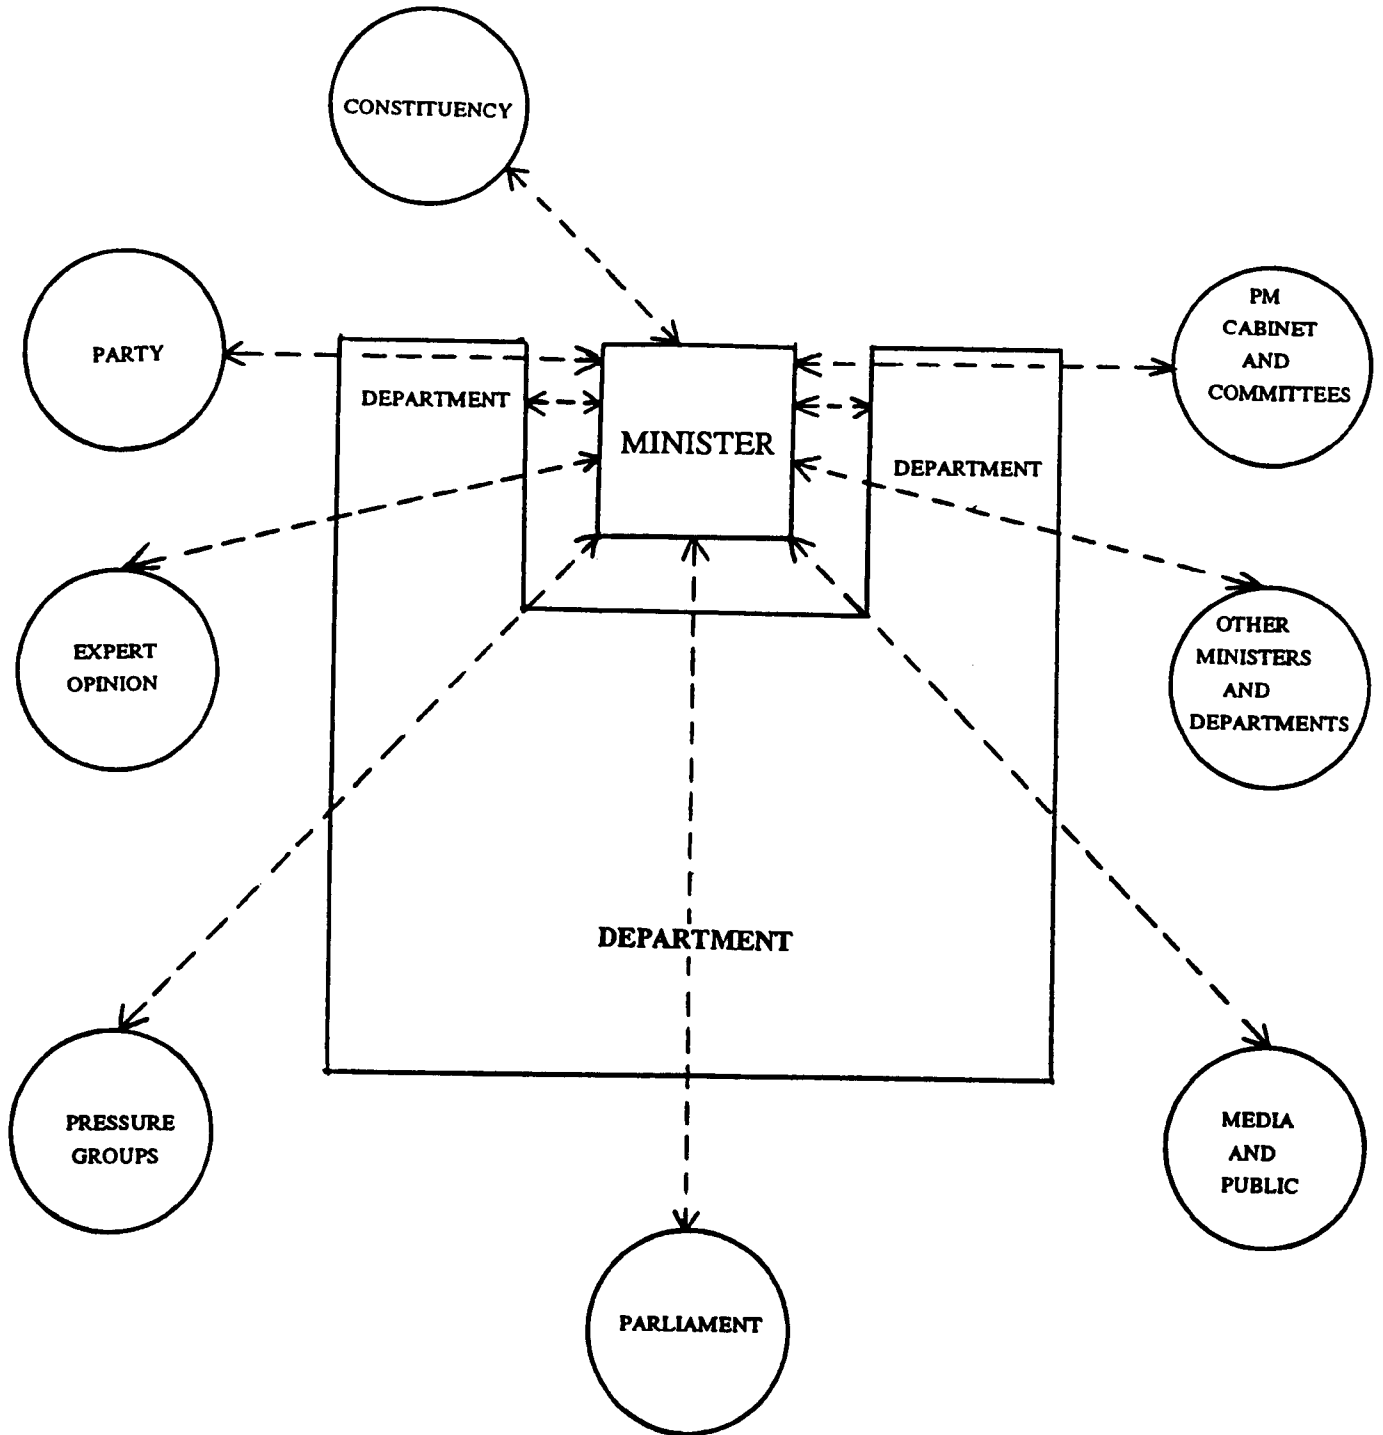 CONSTITUENCY
PARTY
PM
CABINET
AND
COMMITTEES
DEPARTMENT
MINISTER
DEPARTMENT
EXPERT
OPINION
OTHER
MINISTERS
AND
DEPARTMENTS
DEPARTMENT
PRESSURE
GROUPS
MEDIA
AND
PUBLIC
PARLIAMENT